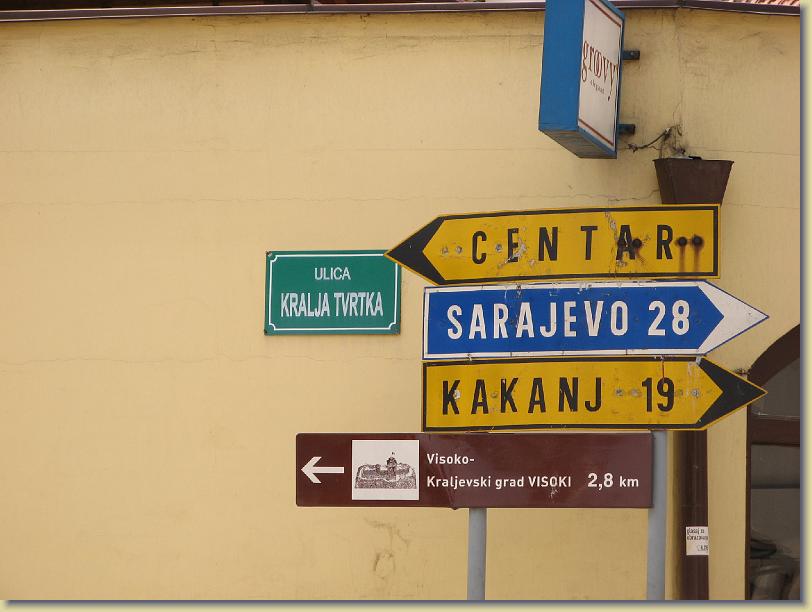 groovy
ULICA
KRALJA TVRTKA
CENTAR
SARAJEVO 28
KAKANJ 19
Visoko-
Kraljevski grad VISOKI 2,8 km